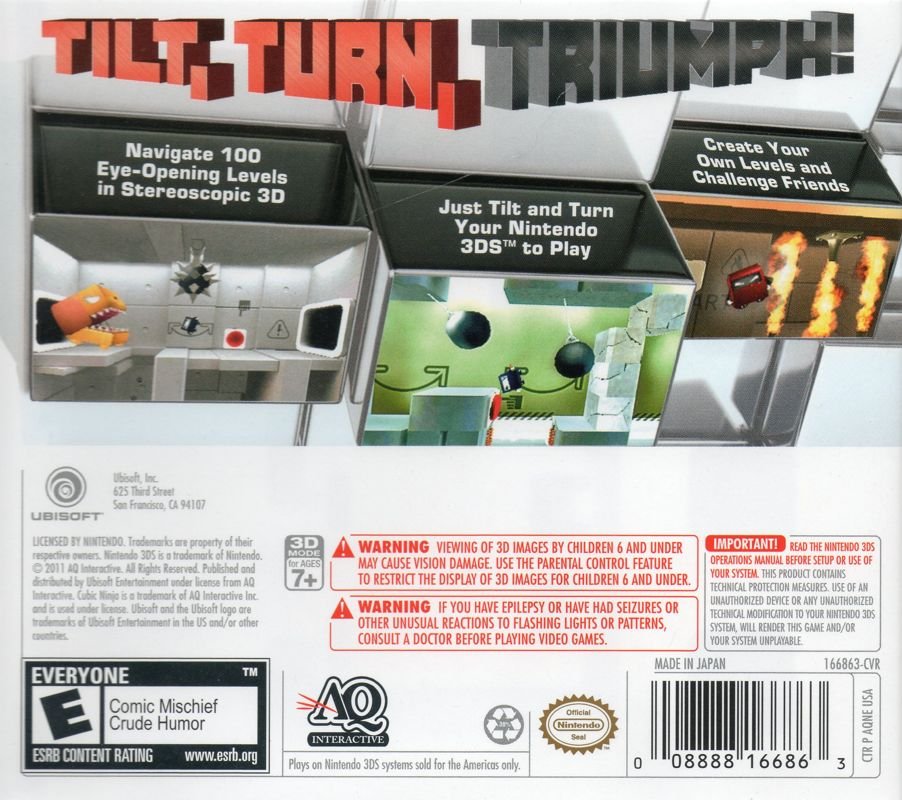 TILT, TURN, TRIUMPH!
Navigate 100
Eye-Opening Levels
in Stereoscopic 3D
Just Tilt and Turn
Your Nintendo
3DS™ to Play
Create Your
Own Levels and
Challenge Friends
UBISOFT
Ubisoft, Inc.
625 Third Street
San Francisco, CA 94107
LICENSED BY NINTENDO. Trademarks are property of their
respective owners. Nintendo 3DS is a trademark of Nintendo.
© 2011 AQ Interactive. All Rights Reserved. Published and
distributed by Ubisoft Entertainment under license from AQ
Interactive. Cubic Ninja is a trademark of AQ Interactive Inc.
and is used under license. Ubisoft and the Ubisoft logo are
trademarks of Ubisoft Entertainment in the US and/or other
countries.
3D
MODE
for AGES
7+
WARNING VIEWING OF 3D IMAGES BY CHILDREN 6 AND UNDER
MAY CAUSE VISION DAMAGE. USE THE PARENTAL CONTROL FEATURE
TO RESTRICT THE DISPLAY OF 3D IMAGES FOR CHILDREN 6 AND UNDER.
WARNING IF YOU HAVE EPILEPSY OR HAVE HAD SEIZURES OR
OTHER UNUSUAL REACTIONS TO FLASHING LIGHTS OR PATTERNS,
CONSULT A DOCTOR BEFORE PLAYING VIDEO GAMES.
IMPORTANT! READ THE NINTENDO 3DS
OPERATIONS MANUAL BEFORE SETUP OR USE OF
YOUR SYSTEM. THIS PRODUCT CONTAINS
TECHNICAL PROTECTION MEASURES. USE OF AN
UNAUTHORIZED DEVICE OR ANY UNAUTHORIZED
TECHNICAL MODIFICATION TO YOUR NINTENDO 3DS
SYSTEM, WILL RENDER THIS GAME AND/OR
YOUR SYSTEM UNPLAYABLE.
MADE IN JAPAN 166863-CVR
EVERYONE ™
E
Comic Mischief
Crude Humor
ESRB CONTENT RATING www.esrb.org
AQ
INTERACTIVE
Official
Nintendo
Seal
Plays on Nintendo 3DS systems sold for the Americas only.
0 08888 16686 3
CTR P AQNE USA